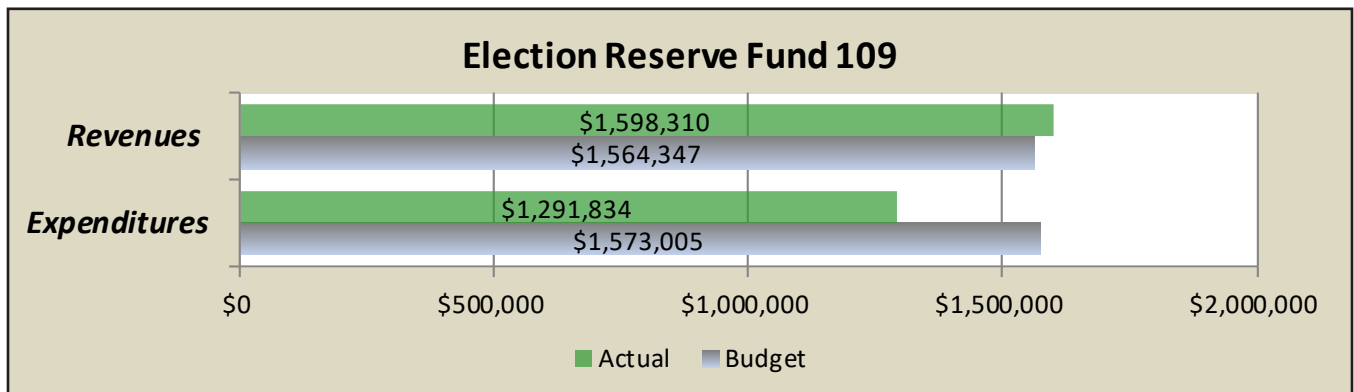 Election Reserve Fund 109
Revenues
$1,598,310
$1,564,347
Expenditures
$1,291,834
$1,573,005
$0 $500,000 $1,000,000 $1,500,000 $2,000,000
Actual Budget